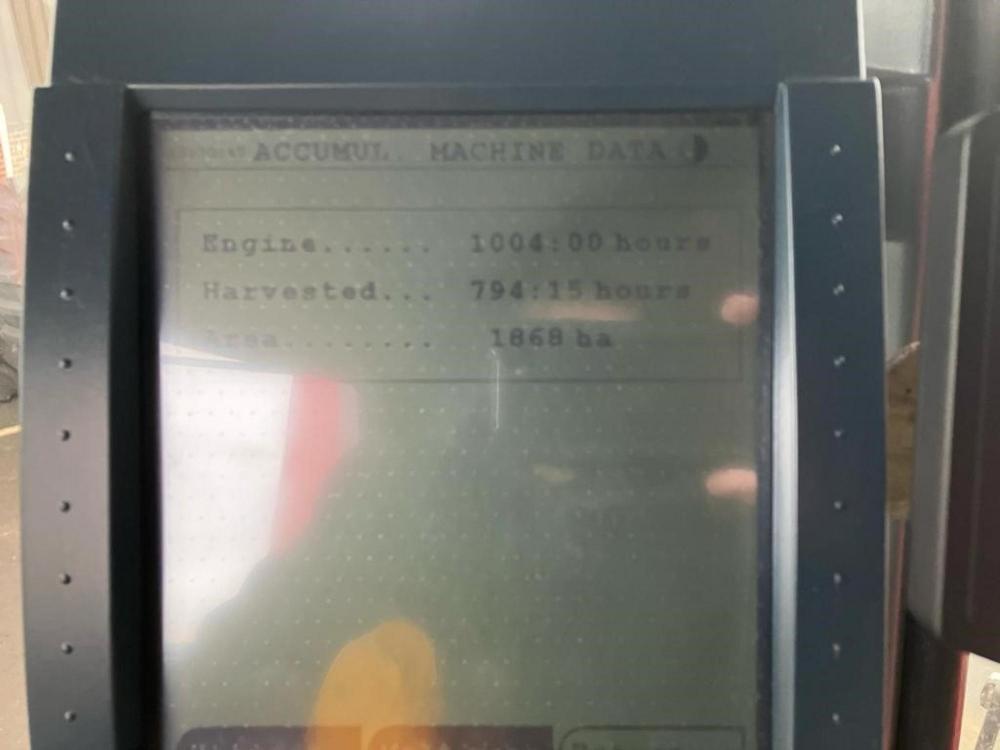 ACCUMUL. MACHINE DATA
Engine...... 1004:00 hours
Harvested... 794:15 hours
Area........ 1868 ha